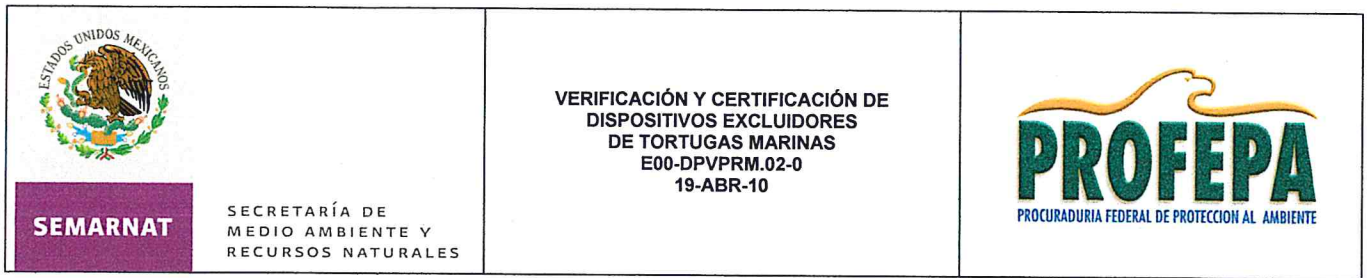 ESTADOS UNIDOS MEXICANOS
SEMARNAT
SECRETARÍA DE
MEDIO AMBIENTE Y
RECURSOS NATURALES
VERIFICACIÓN Y CERTIFICACIÓN DE
DISPOSITIVOS EXCLUIDORES
DE TORTUGAS MARINAS
E00-DPVPRM.02-0
19-ABR-10
PROFEPA
PROCURADURIA FEDERAL DE PROTECCION AL AMBIENTE